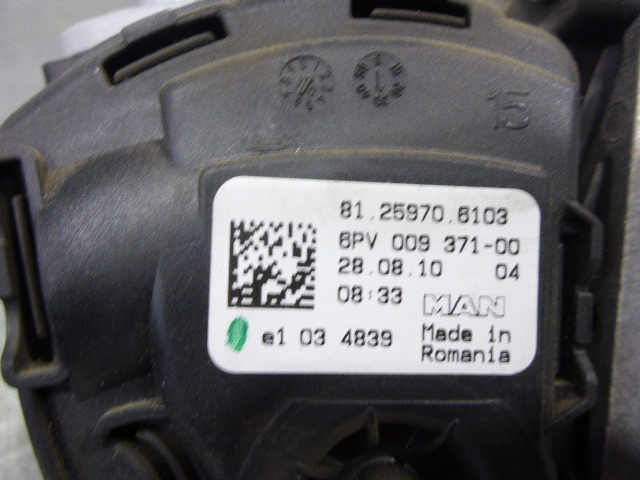 15
81.25970.6103
6PV 009 371-00
28.08.10 04
08:33 MAN
e1 03 4839 Made in
Romania